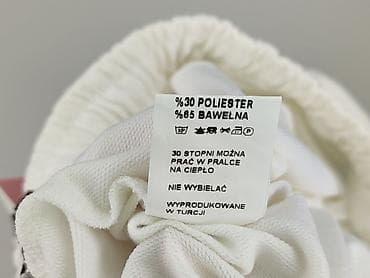 %30 POLIESTER
%65 BAWEŁNA
30 STOPNI MOŻNA
PRAĆ W PRALCE
NA CIEPŁO
NIE WYBIELAĆ
WYPRODUKOWANE
W TURCJI